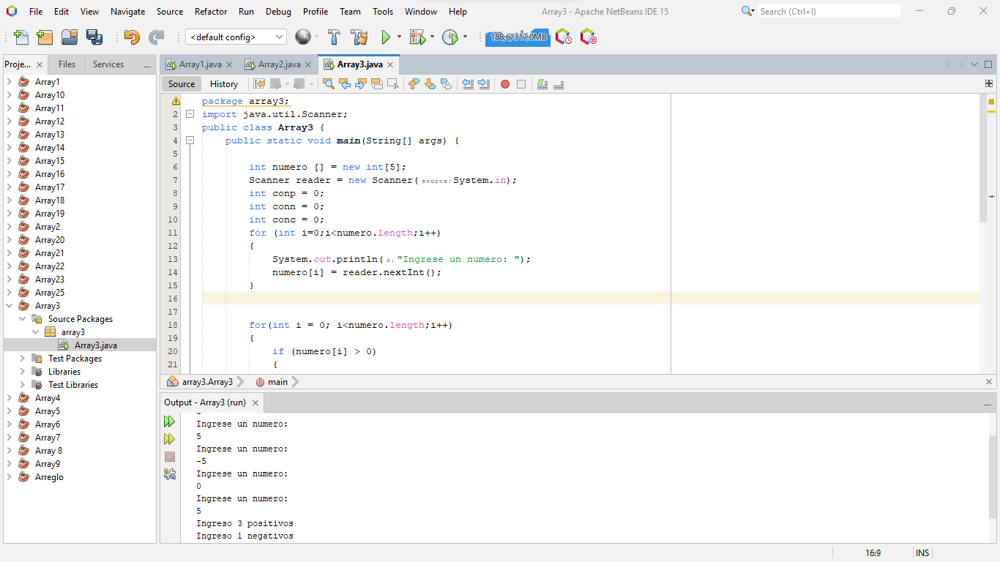 File Edit View Navigate Source Refactor Run Debug Profile Team Tools Window Help Array3 - Apache NetBeans IDE 15 Search (Ctrl+I)
<default config> 188,6/317,0MB
Proje... Files Services
Array1
Array10
Array11
Array12
Array13
Array14
Array15
Array16
Array17
Array18
Array19
Array2
Array20
Array21
Array22
Array23
Array25
Array3
Source Packages
array3
Array3.java
Test Packages
Libraries
Test Libraries
Array4
Array5
Array6
Array7
Array 8
Array9
Arreglo
Array1.java Array2.java Array3.java
Source History
package array3;
2 import java.util.Scanner;
3 public class Array3 {
4 public static void main(String[] args) {
5
6 int numero [] = new int[5];
7 Scanner reader = new Scanner( source: System.in);
8 int conp = 0;
9 int conn = 0;
10 int conc = 0;
11 for (int i=0;i<numero.length;i++)
12 {
13 System.out.println( x: "Ingrese un numero: ");
14 numero[i] = reader.nextInt();
15 }
16
17
18 for(int i = 0; i<numero.length;i++)
19 {
20 if (numero[i] > 0)
21 {
array3.Array3 main
Output - Array3 (run)
Ingrese un numero:
5
Ingrese un numero:
-5
Ingrese un numero:
0
Ingrese un numero:
5
Ingreso 3 positivos
Ingreso 1 negativos
16:9 INS